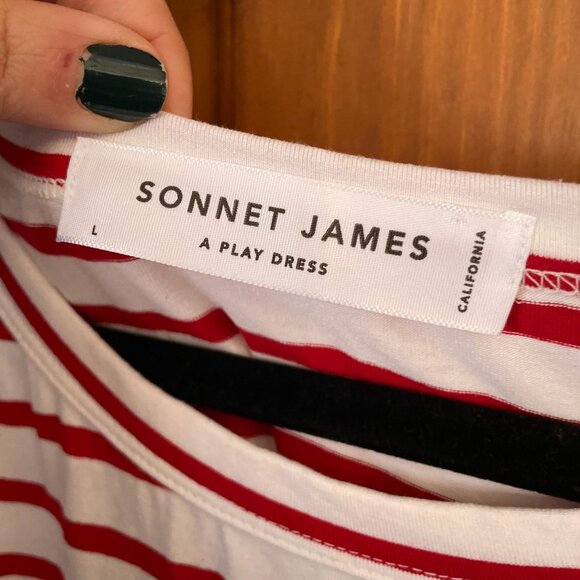 SONNET JAMES
L
A PLAY DRESS
CALIFORNIA